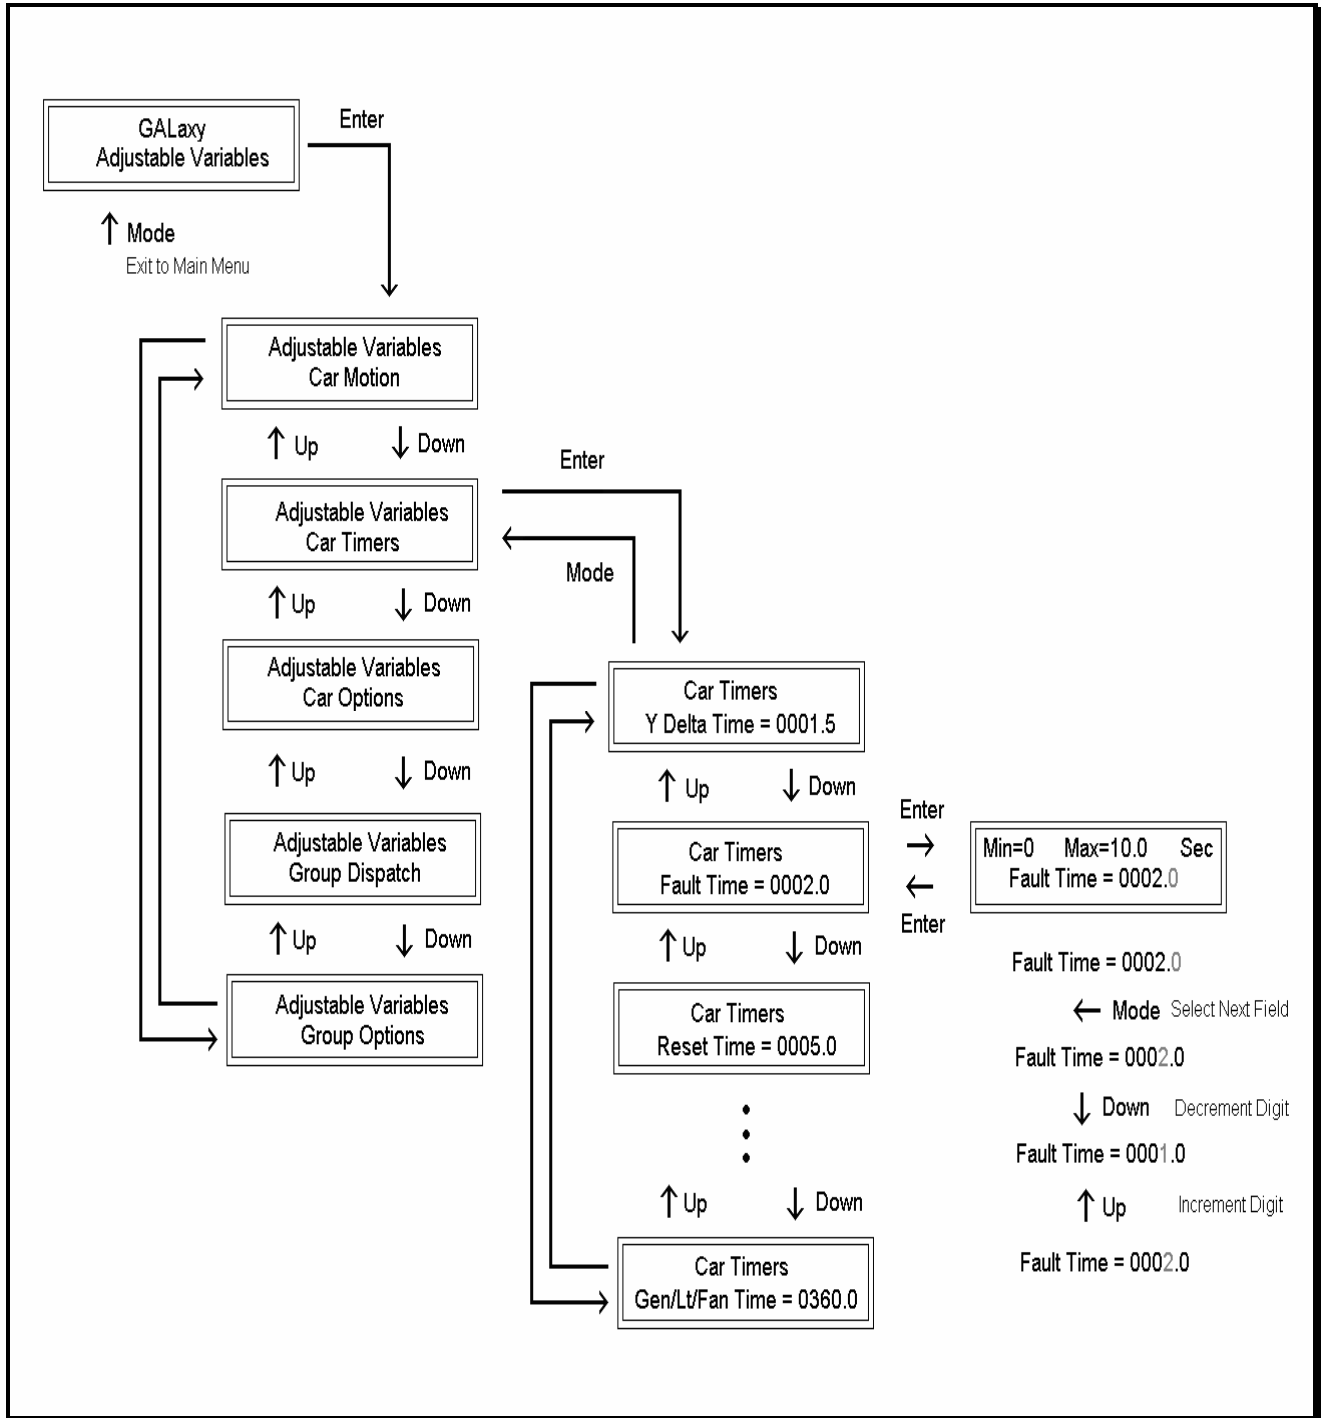 GALaxy
Adjustable Variables
Enter
Mode
Exit to Main Menu
Adjustable Variables
Car Motion
Up Down
Adjustable Variables
Car Timers
Enter
Mode
Up Down
Adjustable Variables
Car Options
Up Down
Adjustable Variables
Group Dispatch
Up Down
Adjustable Variables
Group Options
Car Timers
Y Delta Time = 0001.5
Up Down
Car Timers
Fault Time = 0002.0
Enter
Enter
Min=0 Max=10.0 Sec
Fault Time = 0002.0
Up Down
Car Timers
Reset Time = 0005.0
Up Down
Car Timers
Gen/Lt/Fan Time = 0360.0
Fault Time = 0002.0
Mode Select Next Field
Fault Time = 0002.0
Down Decrement Digit
Fault Time = 0001.0
Up Increment Digit
Fault Time = 0002.0